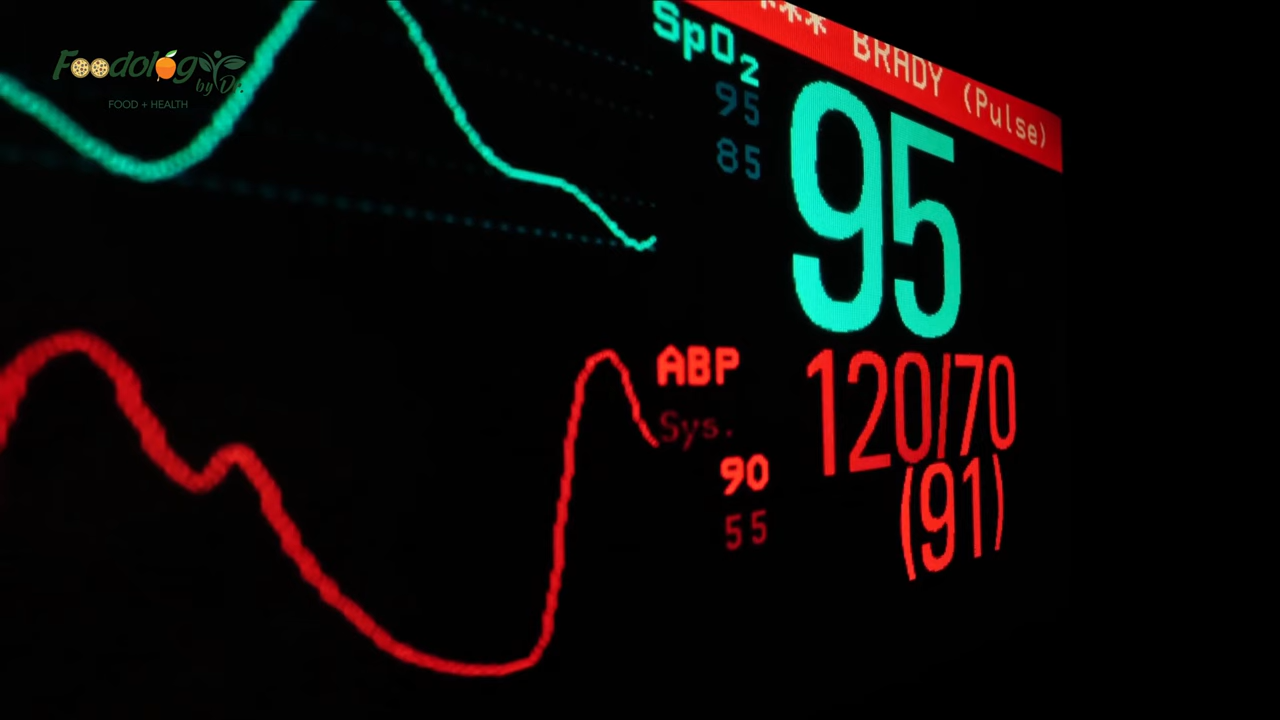 Foodology
by Dr.
FOOD + HEALTH
*** BRADY (Pulse)
SpO2
95
85
95
ABP
Sys.
90
55
120/70
(91)